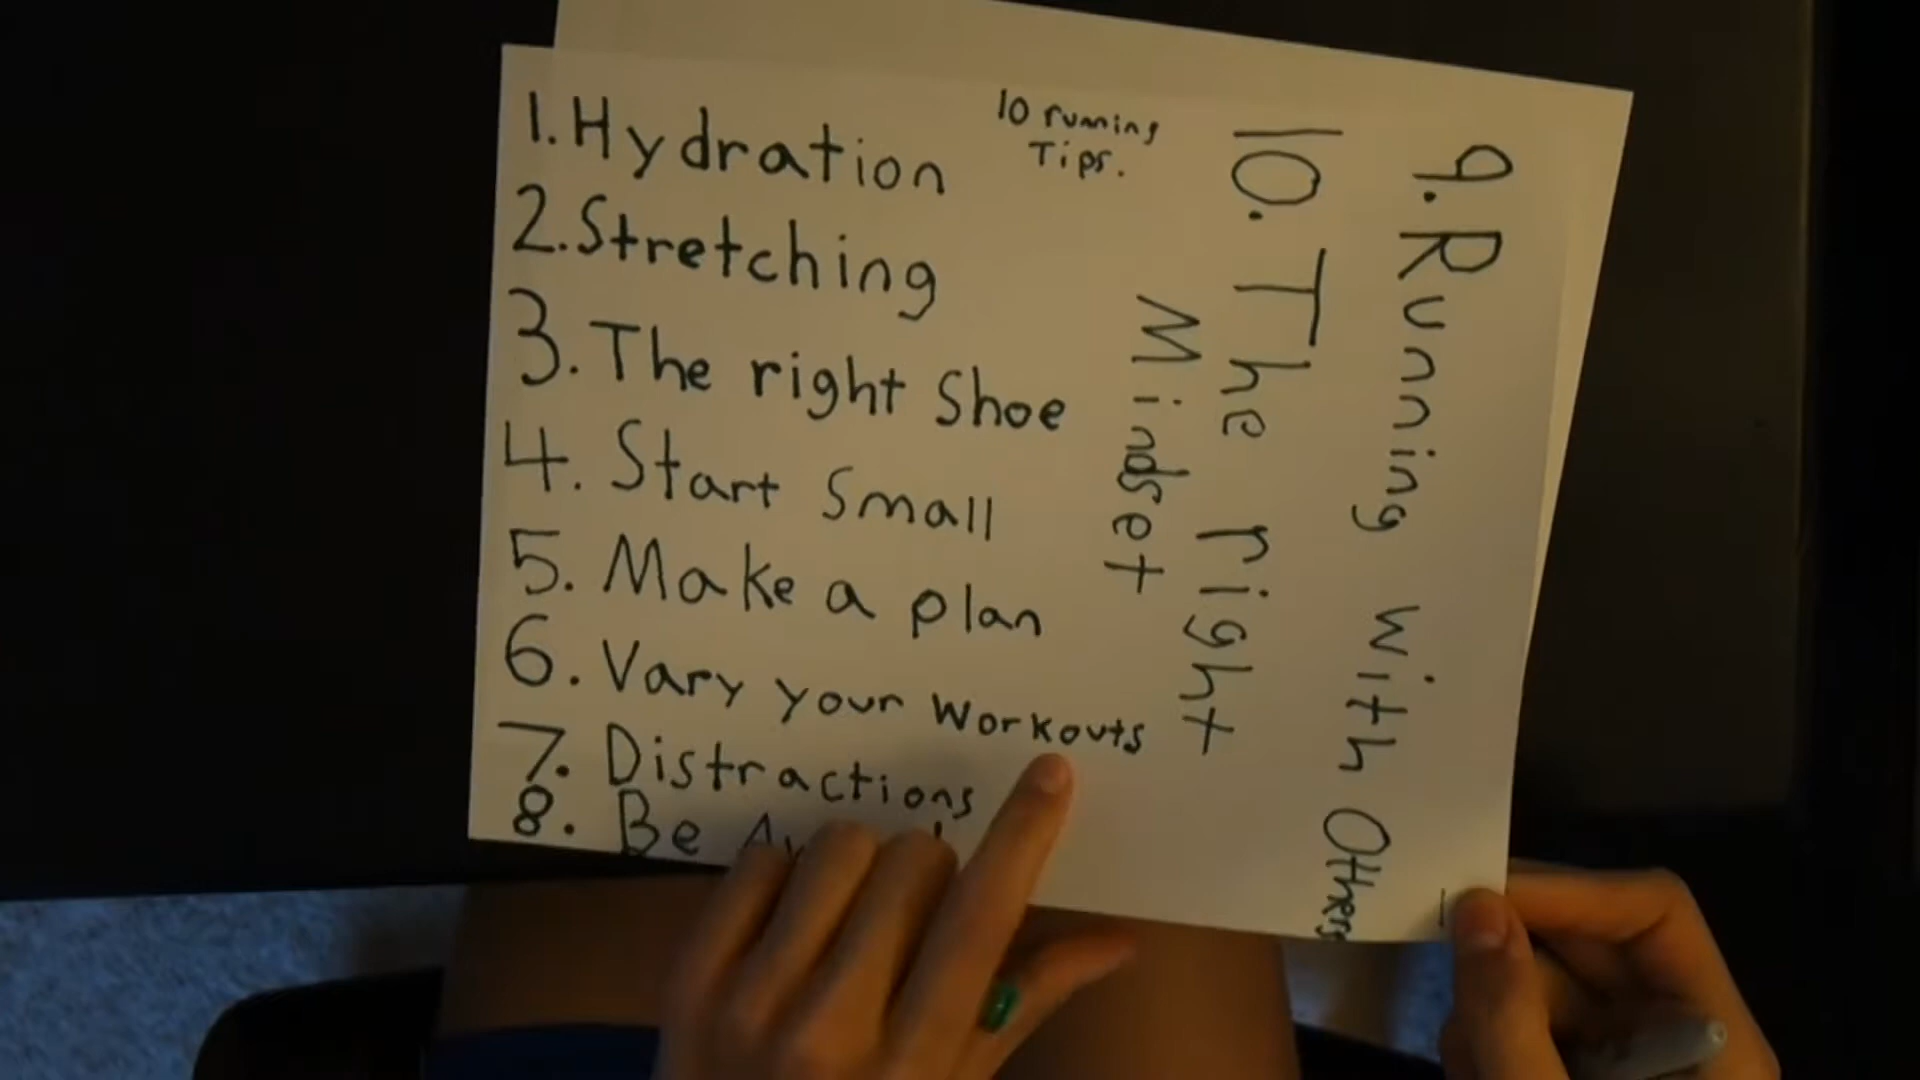 10 running
Tips.
1. Hydration
2. Stretching
3. The right Shoe
4. Start Small
5. Make a plan
6. Vary your Workouts
7. Distractions
8. Be
9. Running with Others
10. The right
Mindset